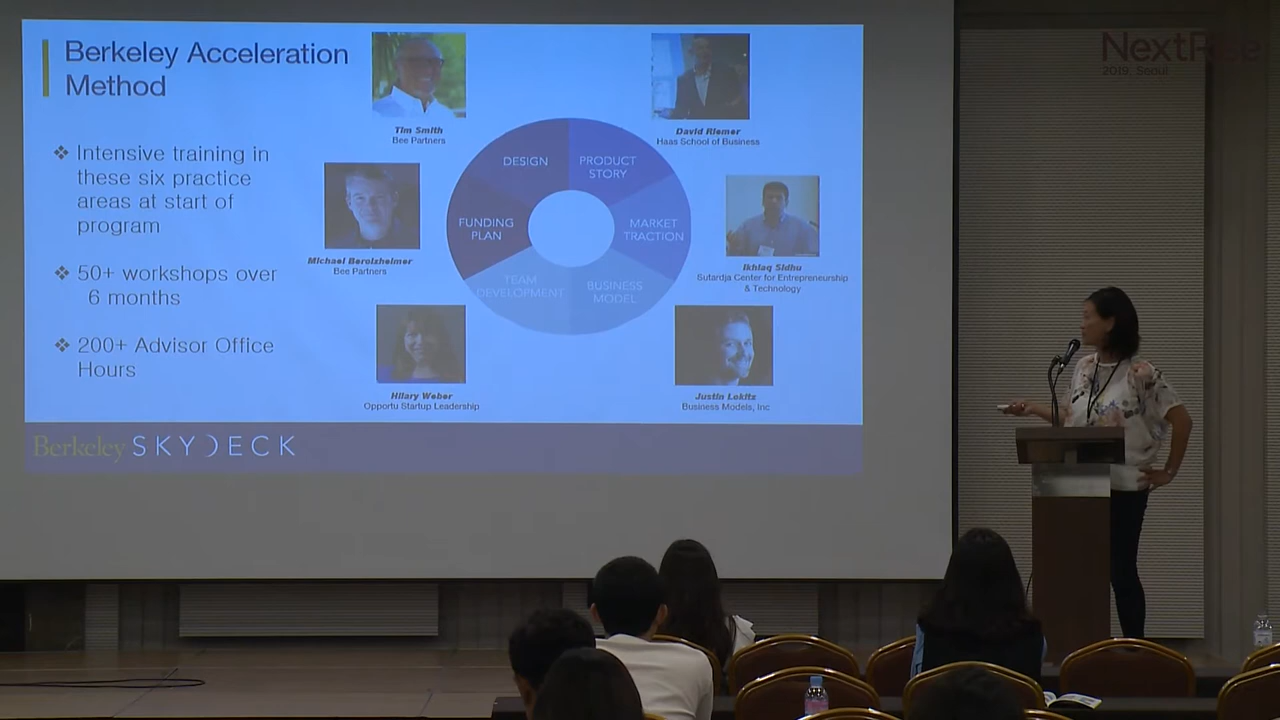 Berkeley Acceleration
Method
❖ Intensive training in
these six practice
areas at start of
program
❖ 50+ workshops over
6 months
❖ 200+ Advisor Office
Hours
Tim Smith
Bee Partners
David Riemer
Haas School of Business
Michael Berolzheimer
Bee Partners
Ikhlaq Sidhu
Sutardja Center for Entrepreneurship
& Technology
Hilary Weber
Opportu Startup Leadership
Justin Lokitz
Business Models, Inc
DESIGN
PRODUCT
STORY
FUNDING
PLAN
MARKET
TRACTION
TEAM
DEVELOPMENT
BUSINESS
MODEL
Berkeley SKYDECK
NextRise
2019, Seoul